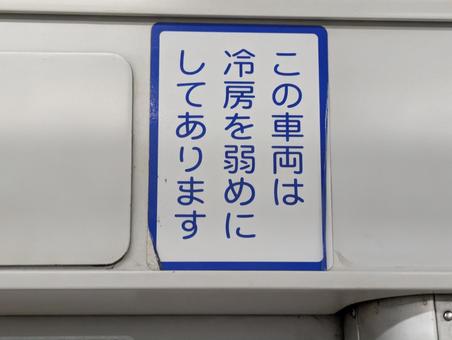 この車両は
冷房を弱めに
してあります